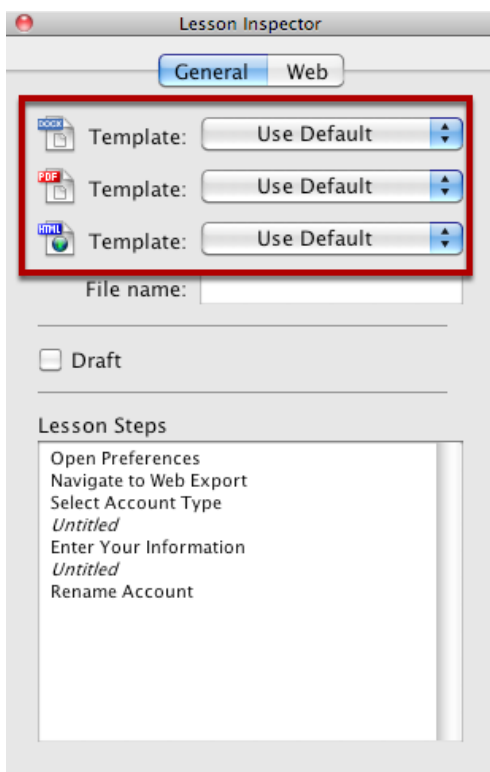 Lesson Inspector
General Web
DOCX Template: Use Default
PDF Template: Use Default
HTML Template: Use Default
File name:
Draft
Lesson Steps
Open Preferences
Navigate to Web Export
Select Account Type
Untitled
Enter Your Information
Untitled
Rename Account